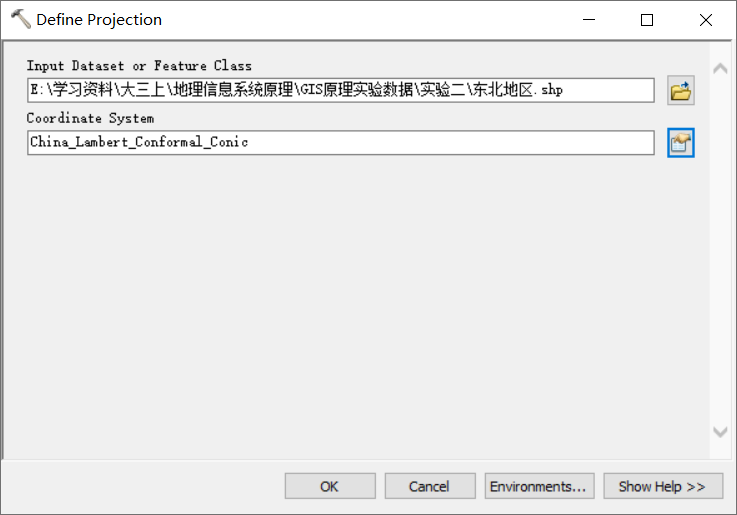 Define Projection
Input Dataset or Feature Class
E:\学习资料\大三上\地理信息系统原理\GIS原理实验数据\实验二\东北地区.shp
Coordinate System
China_Lambert_Conformal_Conic
OK
Cancel
Environments...
Show Help >>